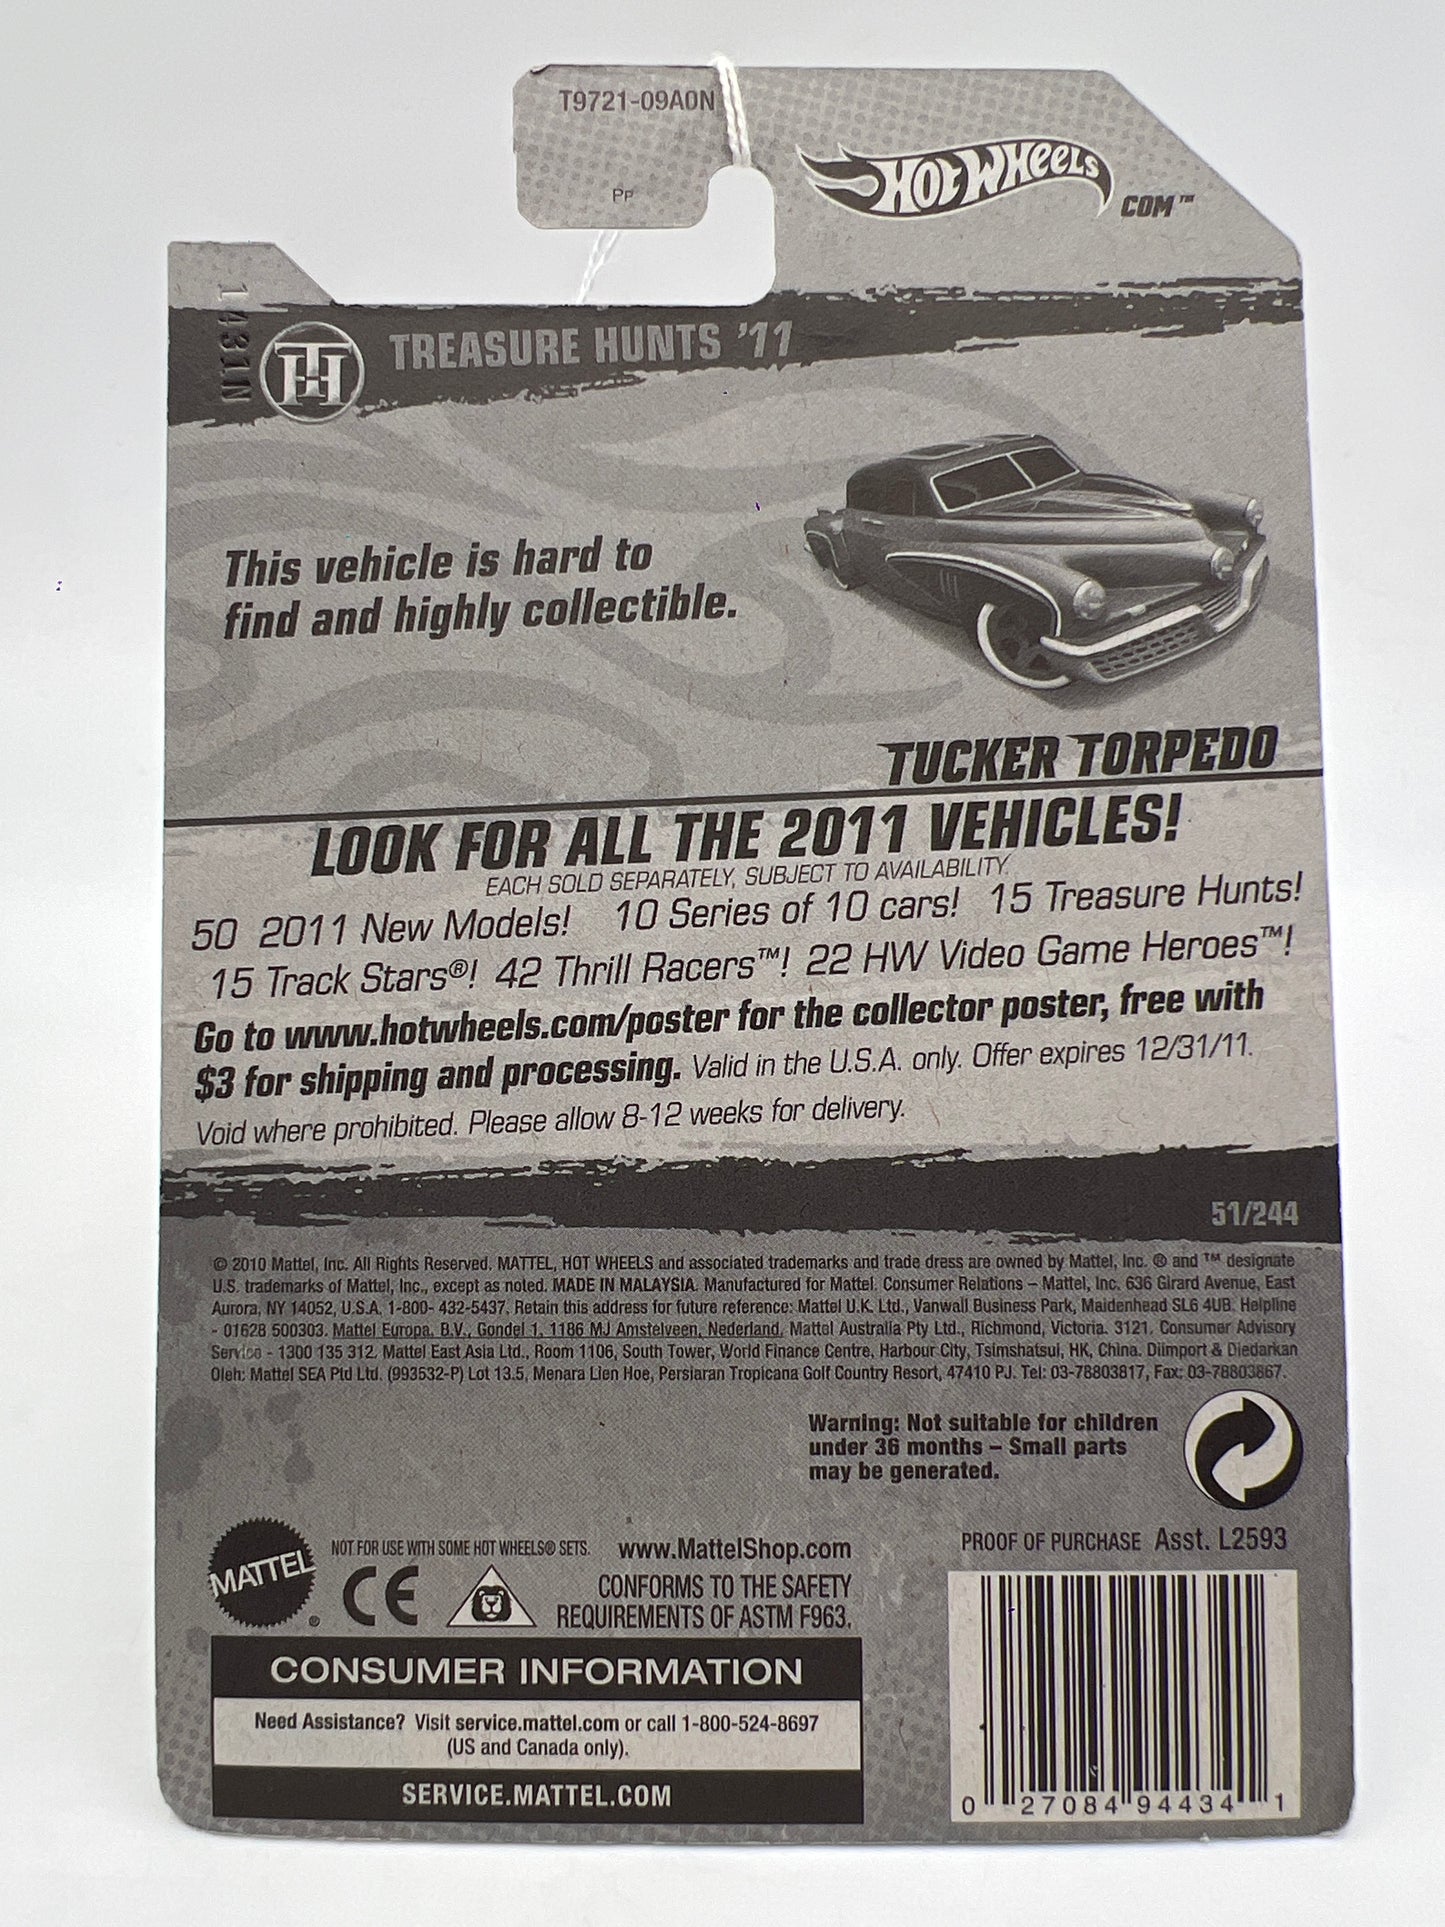 T9721-09A0N
Pp
HOT WHEELS
.COM™
TH TREASURE HUNTS '11
This vehicle is hard to
find and highly collectible.
TUCKER TORPEDO
LOOK FOR ALL THE 2011 VEHICLES!
EACH SOLD SEPARATELY, SUBJECT TO AVAILABILITY.
50 2011 New Models! 10 Series of 10 cars! 15 Treasure Hunts!
15 Track Stars®! 42 Thrill Racers™! 22 HW Video Game Heroes™!
Go to www.hotwheels.com/poster for the collector poster, free with
$3 for shipping and processing. Valid in the U.S.A. only. Offer expires 12/31/11.
Void where prohibited. Please allow 8-12 weeks for delivery.
51/244
© 2010 Mattel, Inc. All Rights Reserved. MATTEL, HOT WHEELS and associated trademarks and trade dress are owned by Mattel, Inc. ® and ™ designate
U.S. trademarks of Mattel, Inc., except as noted. MADE IN MALAYSIA. Manufactured for Mattel. Consumer Relations – Mattel, Inc. 636 Girard Avenue, East
Aurora, NY 14052, U.S.A. 1-800- 432-5437. Retain this address for future reference: Mattel U.K. Ltd., Vanwall Business Park, Maidenhead SL6 4UB. Helpline
- 01628 500303. Mattel Europa, B.V., Gondel 1, 1186 MJ Amstelveen, Nederland. Mattel Australia Pty Ltd., Richmond, Victoria. 3121. Consumer Advisory
Service - 1300 135 312. Mattel East Asia Ltd., Room 1106, South Tower, World Finance Centre, Harbour City, Tsimshatsui, HK, China. Diimport & Diedarkan
Oleh: Mattel SEA Ptd Ltd. (993532-P) Lot 13.5, Menara Lien Hoe, Persiaran Tropicana Golf Country Resort, 47410 PJ. Tel: 03-78803817, Fax: 03-78803867.
Warning: Not suitable for children
under 36 months – Small parts
may be generated.
MATTEL®
NOT FOR USE WITH SOME HOT WHEELS® SETS.
www.MattelShop.com
CE
CONFORMS TO THE SAFETY
REQUIREMENTS OF ASTM F963.
PROOF OF PURCHASE Asst. L2593
CONSUMER INFORMATION
Need Assistance? Visit service.mattel.com or call 1-800-524-8697
(US and Canada only).
SERVICE.MATTEL.COM
0 27084 94434 1